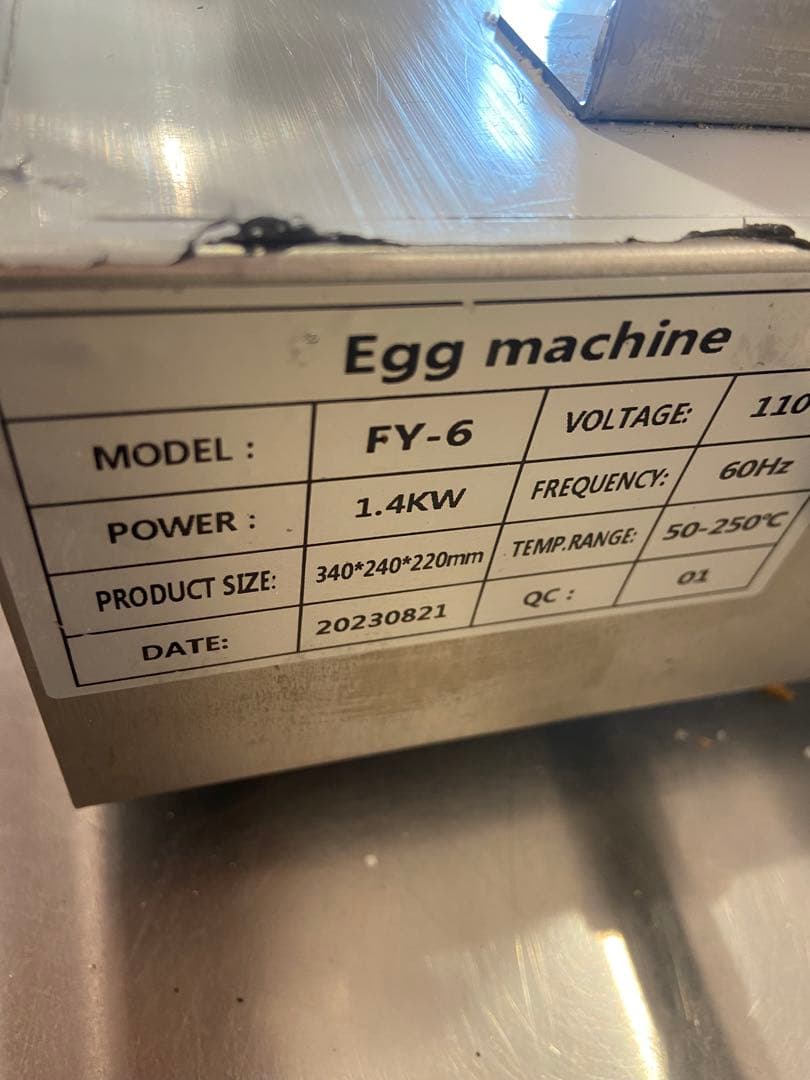 Egg machine
MODEL : FY-6 VOLTAGE: 110
POWER : 1.4KW FREQUENCY: 60Hz
PRODUCT SIZE: 340*240*220mm TEMP.RANGE: 50-250℃
DATE: 20230821 QC : 01